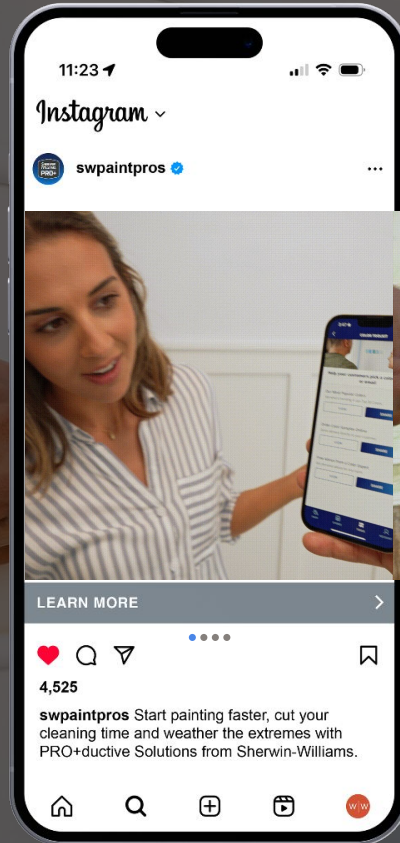 11:23
Instagram
swpaintpros
PRO+
LEARN MORE
4,525
swpaintpros Start painting faster, cut your
cleaning time and weather the extremes with
PRO+ductive Solutions from Sherwin-Williams.
W|W